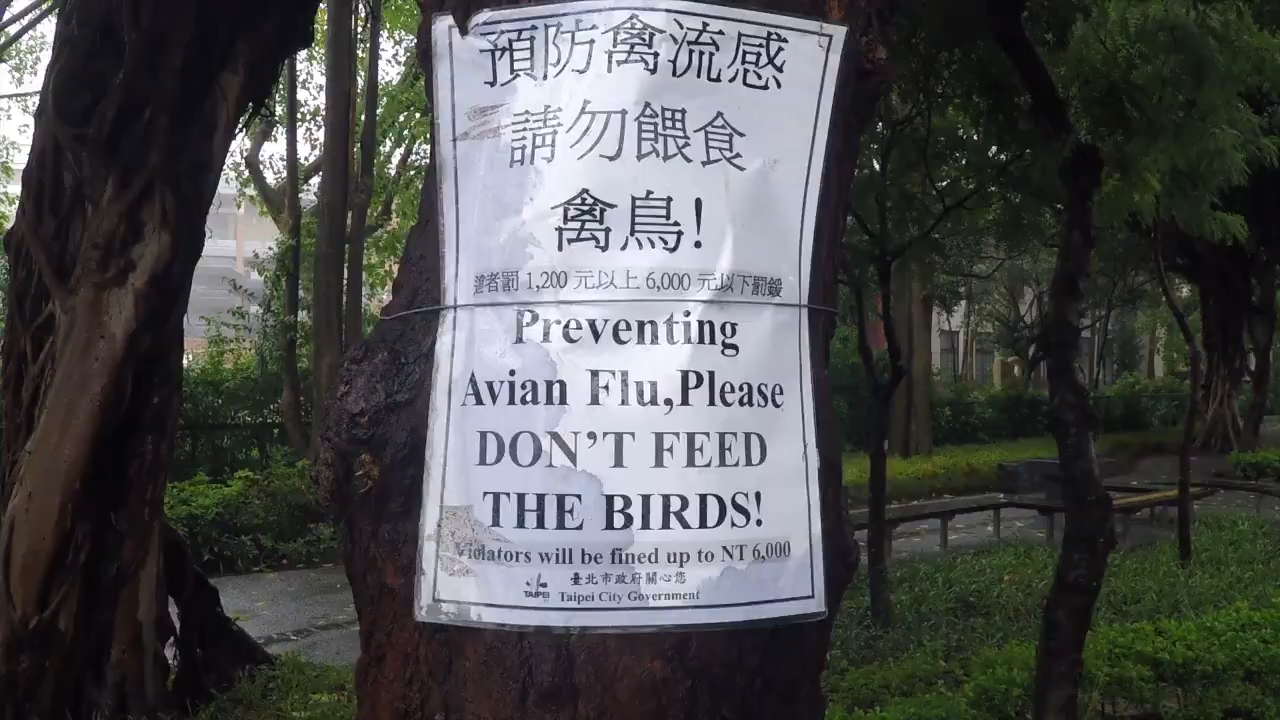 預防禽流感
請勿餵食
禽鳥!
違者罰 1,200 元以上 6,000 元以下罰鍰
Preventing
Avian Flu,Please
DON'T FEED
THE BIRDS!
Violators will be fined up to NT 6,000
臺北市政府關心您
TAIPEI Taipei City Government